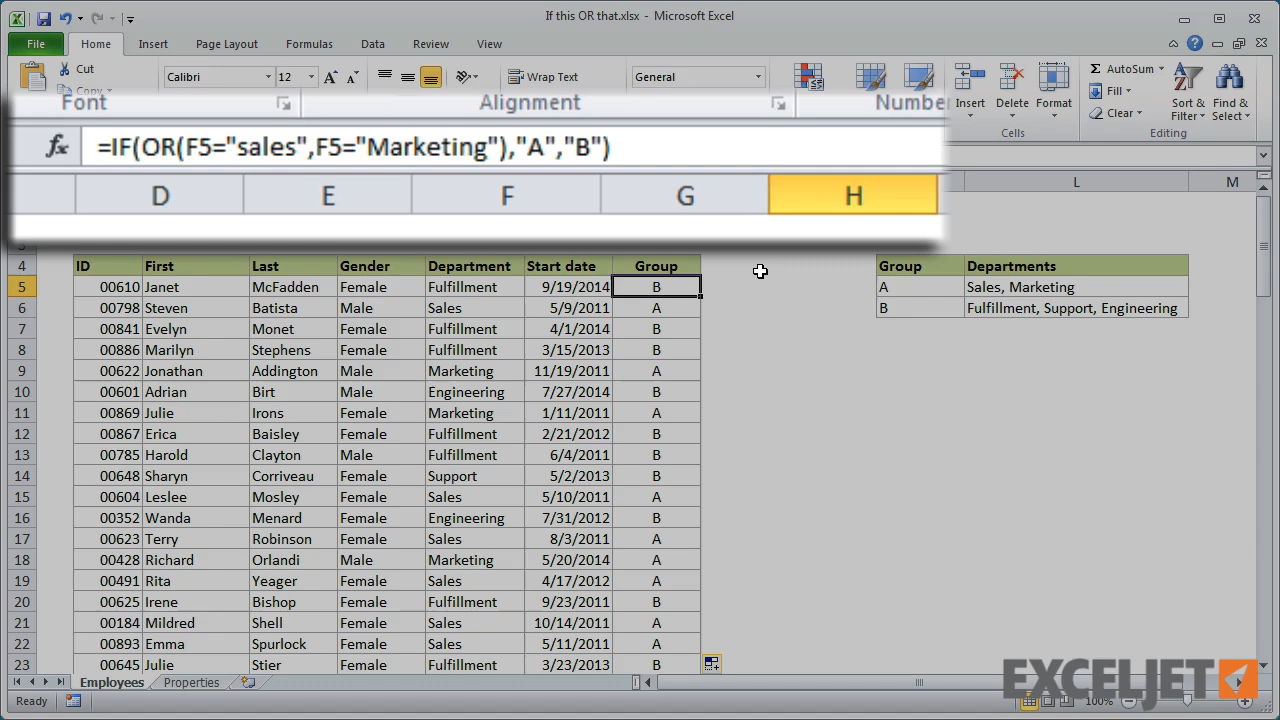 If this OR that.xlsx - Microsoft Excel
File Home Insert Page Layout Formulas Data Review View
Cut
Copy
Calibri 12
Wrap Text
General
Insert Delete Format
AutoSum
Fill
Clear
Sort & Filter
Find & Select
Cells Editing
Font Alignment Number
fx =IF(OR(F5="sales",F5="Marketing"),"A","B")
D E F G H
L M
4 ID First Last Gender Department Start date Group
5 00610 Janet McFadden Female Fulfillment 9/19/2014 B
6 00798 Steven Batista Male Sales 5/9/2011 A
7 00841 Evelyn Monet Female Fulfillment 4/1/2014 B
8 00886 Marilyn Stephens Female Fulfillment 3/15/2013 B
9 00622 Jonathan Addington Male Marketing 11/19/2011 A
10 00601 Adrian Birt Male Engineering 7/27/2014 B
11 00869 Julie Irons Female Marketing 1/11/2011 A
12 00867 Erica Baisley Female Fulfillment 2/21/2012 B
13 00785 Harold Clayton Male Fulfillment 6/4/2011 B
14 00648 Sharyn Corriveau Female Support 5/2/2013 B
15 00604 Leslee Mosley Female Sales 5/10/2011 A
16 00352 Wanda Menard Female Engineering 7/31/2012 B
17 00623 Terry Robinson Female Sales 8/3/2011 A
18 00428 Richard Orlandi Male Marketing 5/20/2014 A
19 00491 Rita Yeager Female Sales 4/17/2012 A
20 00625 Irene Bishop Female Fulfillment 9/23/2011 B
21 00184 Mildred Shell Female Sales 10/14/2011 A
22 00893 Emma Spurlock Female Sales 5/11/2011 A
23 00645 Julie Stier Female Fulfillment 3/23/2013 B
Group Departments
A Sales, Marketing
B Fulfillment, Support, Engineering
Employees Properties
EXCELJET
Ready 100%